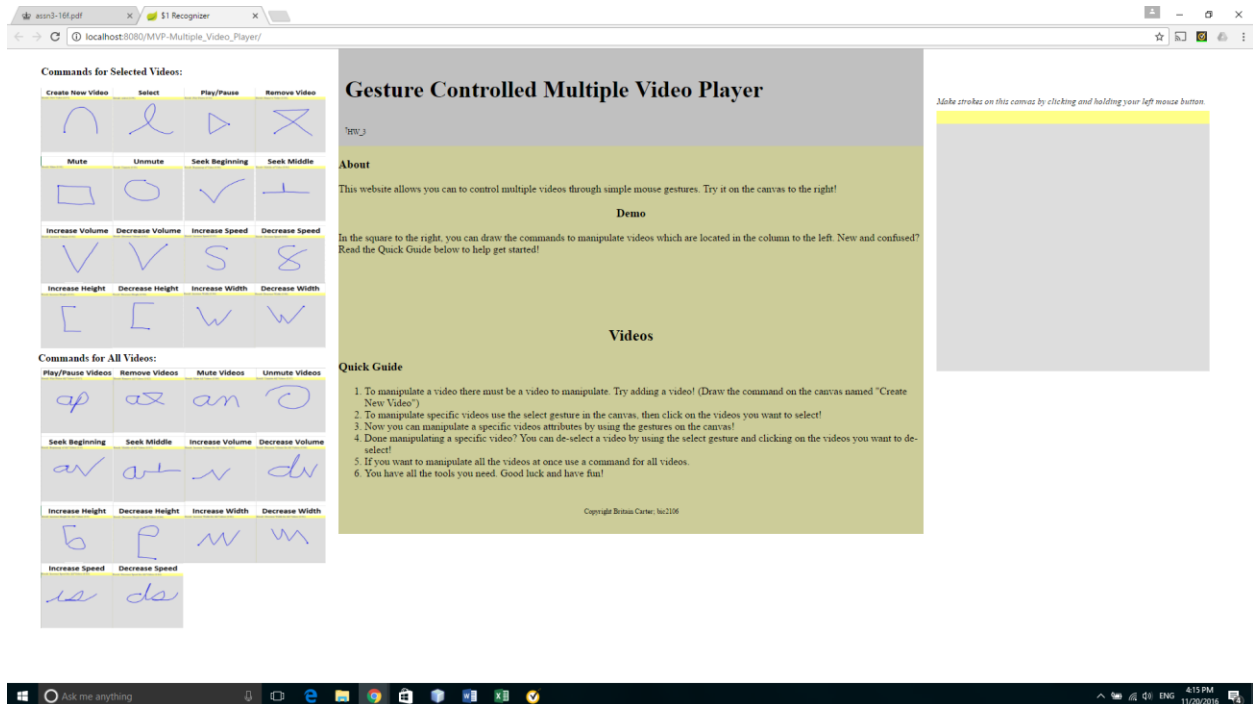 assn3-16f.pdf
$1 Recognizer
localhost:8080/MVP-Multiple_Video_Player/
Commands for Selected Videos:
Create New Video Select Play/Pause Remove Video
Mute Unmute Seek Beginning Seek Middle
Increase Volume Decrease Volume Increase Speed Decrease Speed
Increase Height Decrease Height Increase Width Decrease Width
Commands for All Videos:
Play/Pause Videos Remove Videos Mute Videos Unmute Videos
Seek Beginning Seek Middle Increase Volume Decrease Volume
Increase Height Decrease Height Increase Width Decrease Width
Increase Speed Decrease Speed
Gesture Controlled Multiple Video Player
HW_3
About
This website allows you can to control multiple videos through simple mouse gestures. Try it on the canvas to the right!
Demo
In the square to the right, you can draw the commands to manipulate videos which are located in the column to the left. New and confused?
Read the Quick Guide below to help get started!
Videos
Quick Guide
1. To manipulate a video there must be a video to manipulate. Try adding a video! (Draw the command on the canvas named "Create
New Video")
2. To manipulate specific videos use the select gesture in the canvas, then click on the videos you want to select!
3. Now you can manipulate a specific videos attributes by using the gestures on the canvas!
4. Done manipulating a specific video? You can de-select a video by using the select gesture and clicking on the videos you want to de-
select!
5. If you want to manipulate all the videos at once use a command for all videos.
6. You have all the tools you need. Good luck and have fun!
Copyright Carter;
Make strokes on this canvas by clicking and holding your left mouse button.
Ask me anything
ENG
4:15 PM
11/20/2016